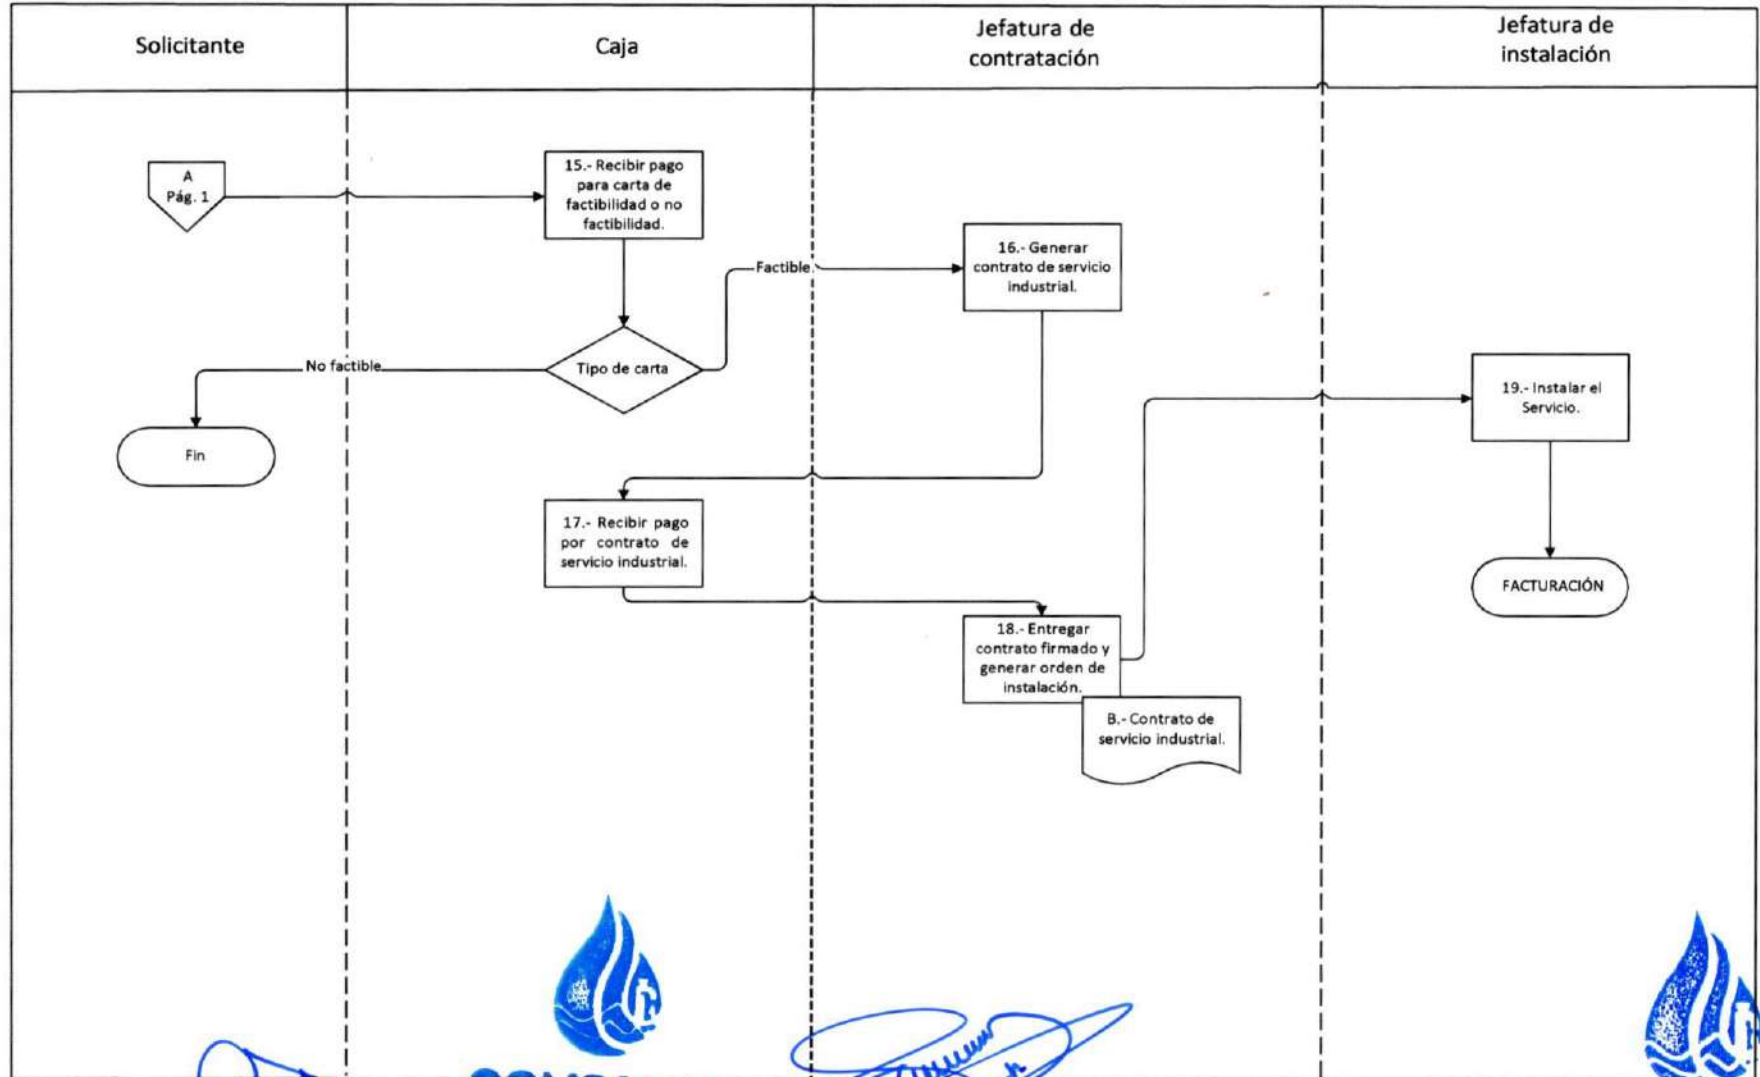 Solicitante
Caja
Jefatura de
contratación
Jefatura de
instalación
A
Pág. 1
15.- Recibir pago
para carta de
factibilidad o no
factibilidad.
Factible.
16.- Generar
contrato de servicio
industrial.
No factible
Tipo de carta
19.- Instalar el
Servicio.
Fin
17.- Recibir pago
por contrato de
servicio industrial.
FACTURACIÓN
18.- Entregar
contrato firmado y
generar orden de
instalación.
B.- Contrato de
servicio industrial.